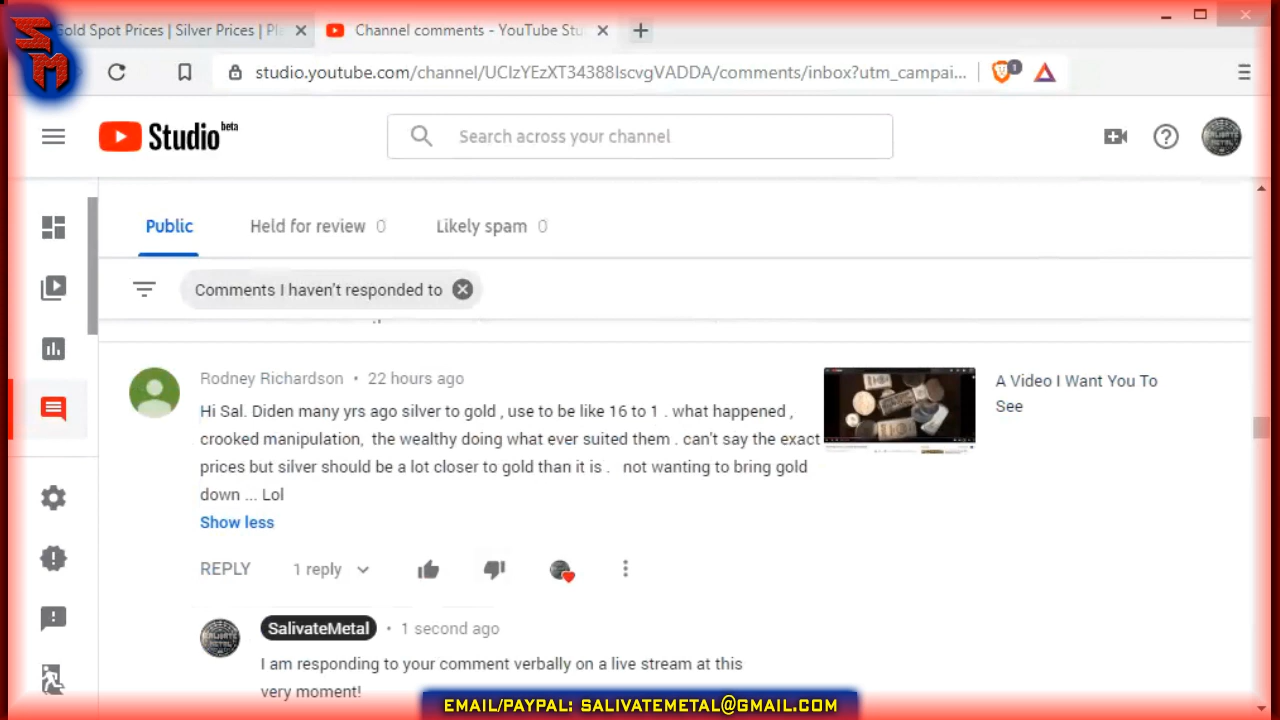 SM
Gold Spot Prices | Silver Prices | Pl
Channel comments - YouTube Stu
studio.youtube.com/channel/UCIzYEzXT34388IscvgVADDA/comments/inbox?utm_campai...
1
Studio beta
Search across your channel
SALIVATE METAL
Public
Held for review 0
Likely spam 0
Comments I haven't responded to
Rodney Richardson • 22 hours ago
Hi Sal. Diden many yrs ago silver to gold , use to be like 16 to 1 . what happened ,
crooked manipulation, the wealthy doing what ever suited them . can't say the exact
prices but silver should be a lot closer to gold than it is . not wanting to bring gold
down ... Lol
Show less
A Video I Want You To
See
REPLY 1 reply
SalivateMetal • 1 second ago
I am responding to your comment verbally on a live stream at this
very moment!
EMAIL/PAYPAL: SALIVATEMETAL@GMAIL.COM